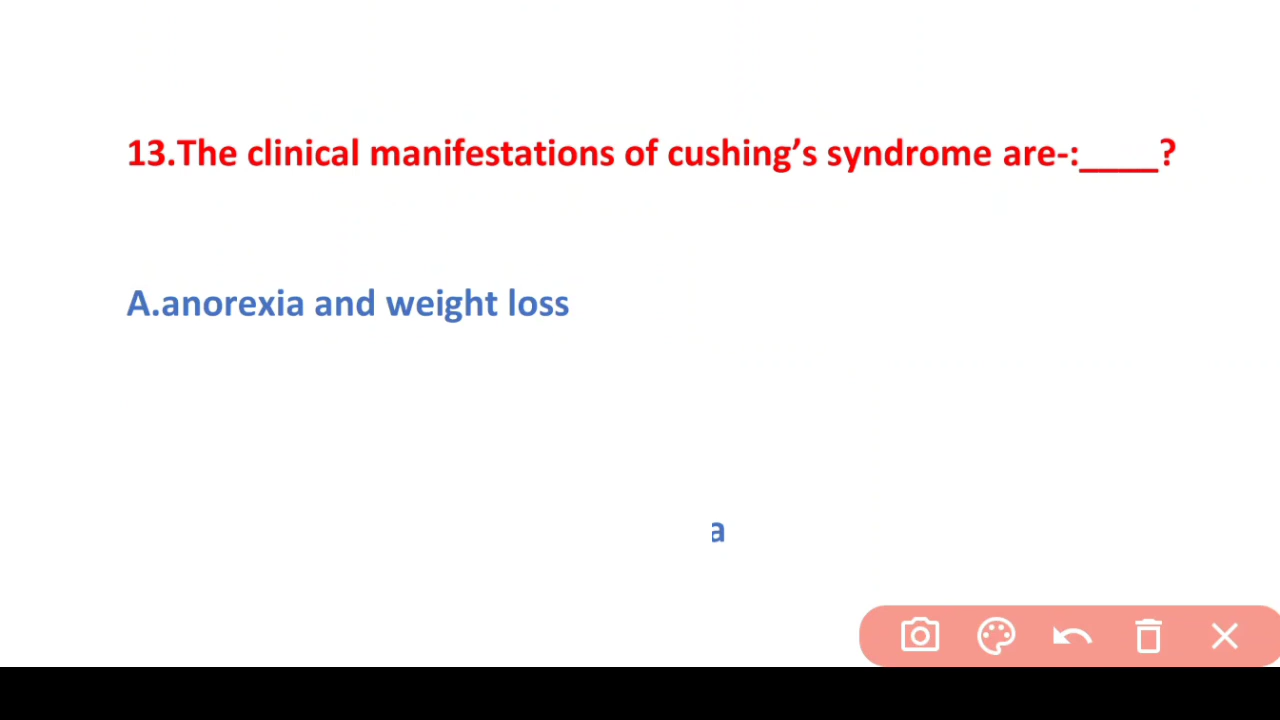 13.The clinical manifestations of cushing’s syndrome are-:____?
A.anorexia and weight loss
a